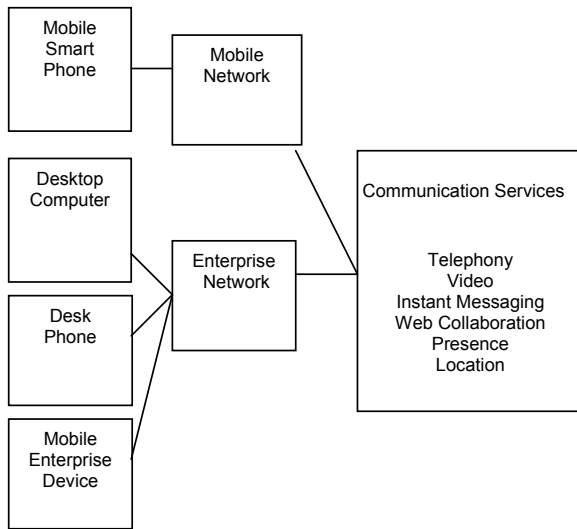 Mobile
Smart
Phone
Mobile
Network
Desktop
Computer
Enterprise
Network
Desk
Phone
Mobile
Enterprise
Device
Communication Services
Telephony
Video
Instant Messaging
Web Collaboration
Presence
Location